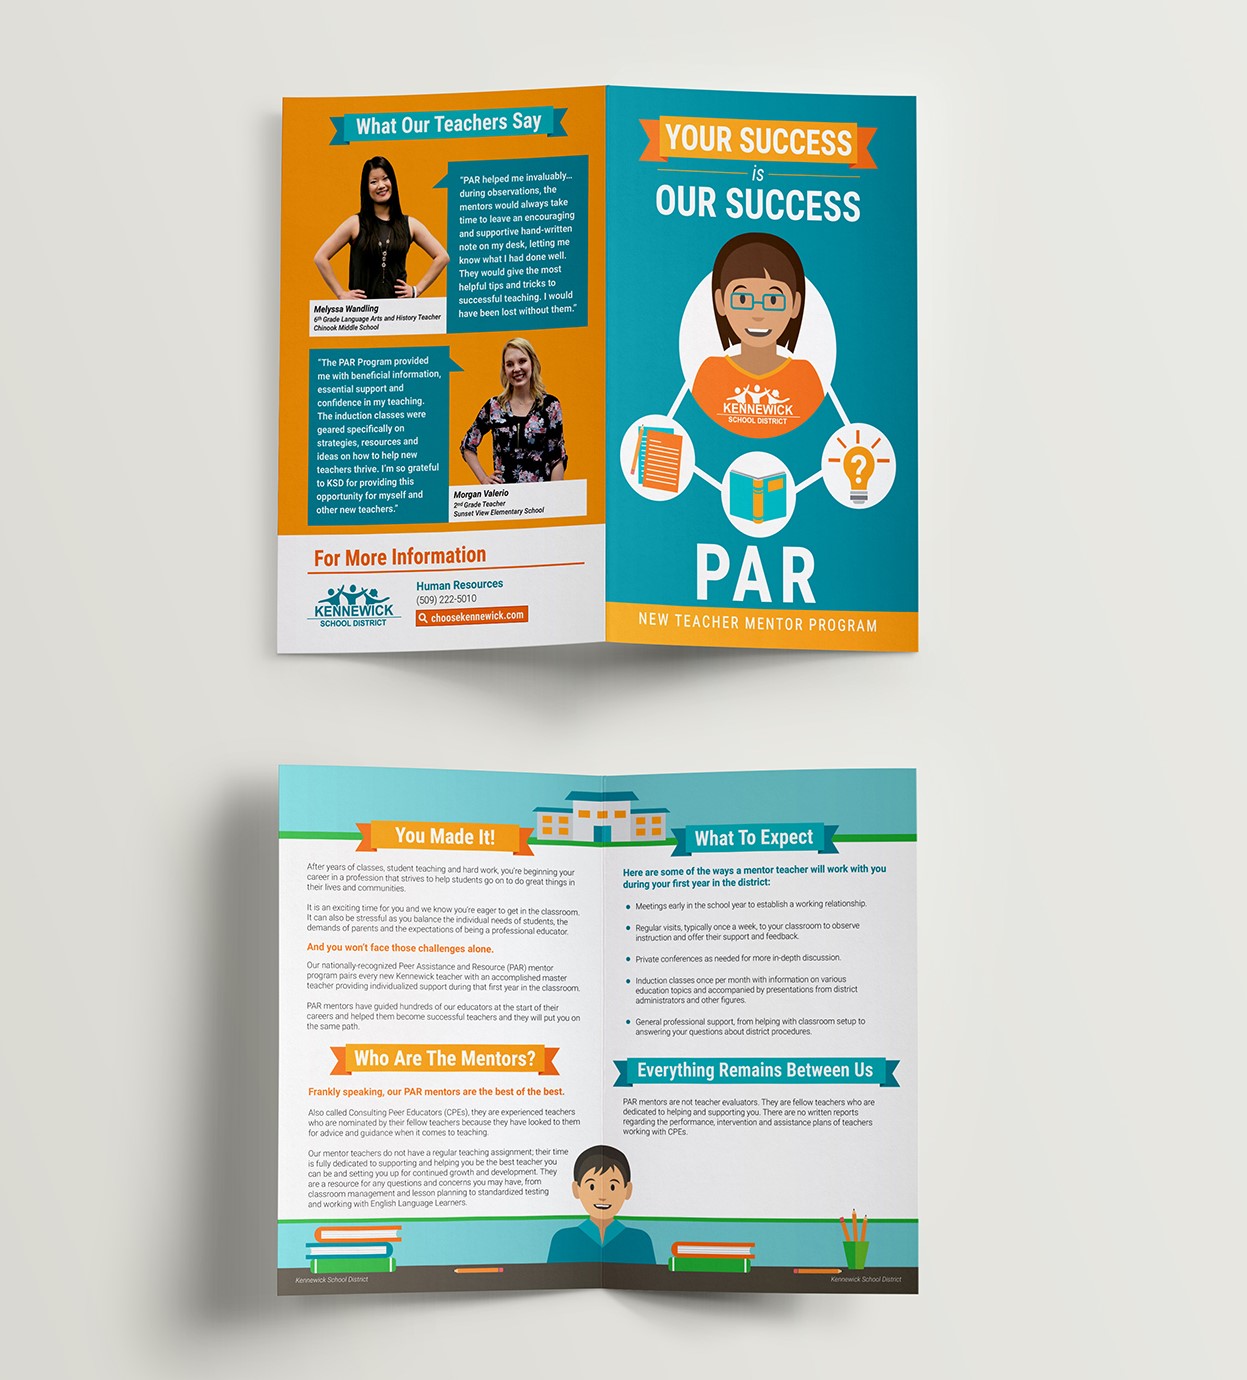 What Our Teachers Say
"PAR helped me invaluably...
during observations, the
mentors would always take
time to leave an encouraging
and supportive hand-written
note on my desk, letting me
know what I had done well.
They would give the most
helpful tips and tricks to
successful teaching. I would
have been lost without them."
Melyssa Wandling
6th Grade Language Arts and History Teacher
Chinook Middle School
"The PAR Program provided
me with beneficial information,
essential support and
confidence in my teaching.
The induction classes were
geared specifically on
strategies, resources and
ideas on how to help new
teachers thrive. I'm so grateful
to KSD for providing this
opportunity for myself and
other new teachers."
Morgan Valerio
2nd Grade Teacher
Sunset View Elementary School
For More Information
KENNEWICK
SCHOOL DISTRICT
Human Resources
(509) 222-5010
choosekennewick.com
YOUR SUCCESS
is
OUR SUCCESS
KENNEWICK
SCHOOL DISTRICT
?
PAR
NEW TEACHER MENTOR PROGRAM
You Made It!
After years of classes, student teaching and hard work, you're beginning your
career in a profession that strives to help students go on to do great things in
their lives and communities.
It is an exciting time for you and we know you're eager to get in the classroom.
It can also be stressful as you balance the individual needs of students, the
demands of parents and the expectations of being a professional educator.
And you won't face those challenges alone.
Our nationally-recognized Peer Assistance and Resource (PAR) mentor
program pairs every new Kennewick teacher with an accomplished master
teacher providing individualized support during that first year in the classroom.
PAR mentors have guided hundreds of our educators at the start of their
careers and helped them become successful teachers and they will put you on
the same path.
Who Are The Mentors?
Frankly speaking, our PAR mentors are the best of the best.
Also called Consulting Peer Educators (CPEs), they are experienced teachers
who are nominated by their fellow teachers because they have looked to them
for advice and guidance when it comes to teaching.
Our mentor teachers do not have a regular teaching assignment; their time
is fully dedicated to supporting and helping you be the best teacher you
can be and setting you up for continued growth and development. They
are a resource for any questions and concerns you may have, from
classroom management and lesson planning to standardized testing
and working with English Language Learners.
Kennewick School District
What To Expect
Here are some of the ways a mentor teacher will work with you
during your first year in the district:
• Meetings early in the school year to establish a working relationship.
• Regular visits, typically once a week, to your classroom to observe
instruction and offer their support and feedback.
• Private conferences as needed for more in-depth discussion.
• Induction classes once per month with information on various
education topics and accompanied by presentations from district
administrators and other figures.
• General professional support, from helping with classroom setup to
answering your questions about district procedures.
Everything Remains Between Us
PAR mentors are not teacher evaluators. They are fellow teachers who are
dedicated to helping and supporting you. There are no written reports
regarding the performance, intervention and assistance plans of teachers
working with CPEs.
Kennewick School District